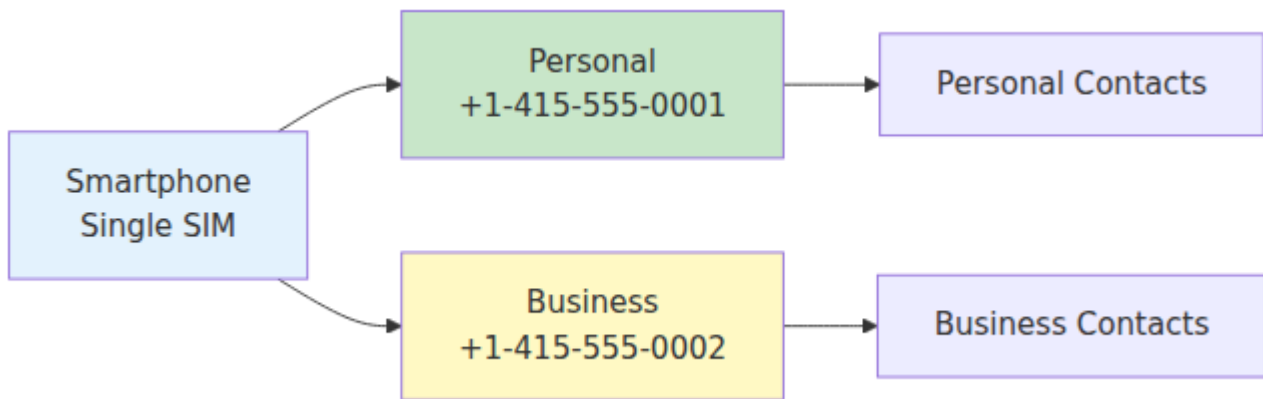 Smartphone
Single SIM
Personal
+1-415-555-0001
Personal Contacts
Business
+1-415-555-0002
Business Contacts